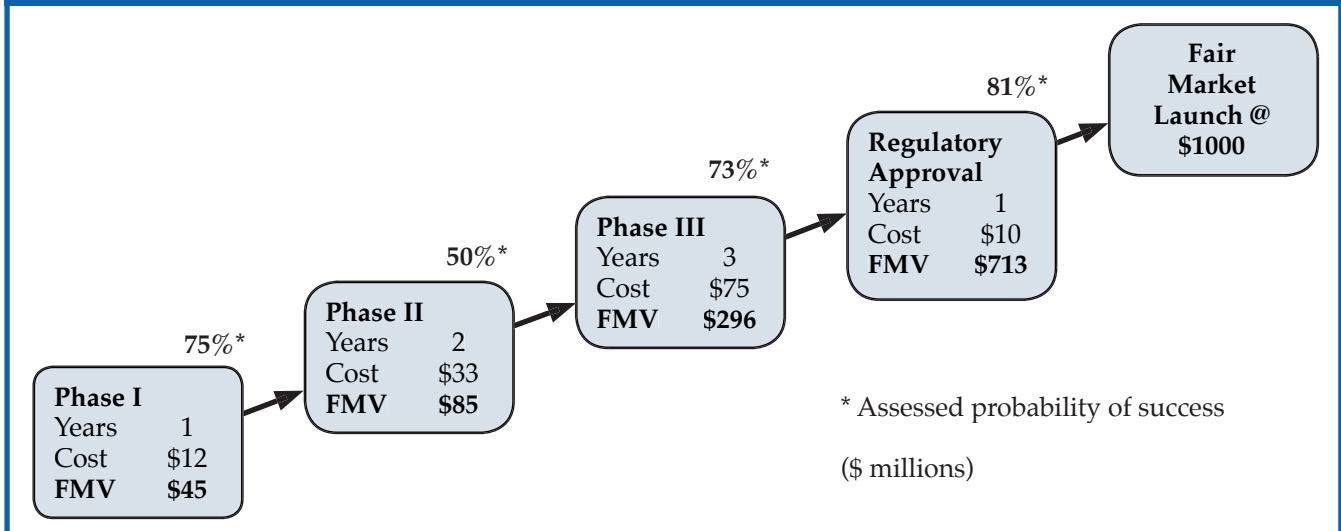 75%*
Phase I
Years 1
Cost $12
FMV $45
50%*
Phase II
Years 2
Cost $33
FMV $85
73%*
Phase III
Years 3
Cost $75
FMV $296
81%*
Regulatory
Approval
Years 1
Cost $10
FMV $713
Fair
Market
Launch @
$1000
* Assessed probability of success
($ millions)